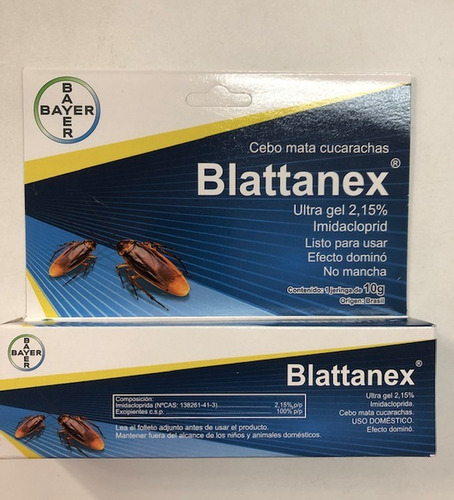 BAYER
BAYER
Cebo mata cucarachas
Blattanex®
Ultra gel 2,15%
Imidacloprid
Listo para usar
Efecto dominó
No mancha
Contenido: 1 jeringa de 10g
Origen: Brasil
BAYER
BAYER
Blattanex®
Composición:
Imidacloprida (NºCAS: 138261-41-3) 2,15%p/p
Excipientes c.s.p. 100% p/p
Lea el folleto adjunto antes de usar el producto.
Mantener fuera del alcance de los niños y animales domésticos.
Ultra gel 2,15%
Imidacloprida.
Cebo mata cucarachas.
USO DOMÉSTICO.
Efecto dominó.